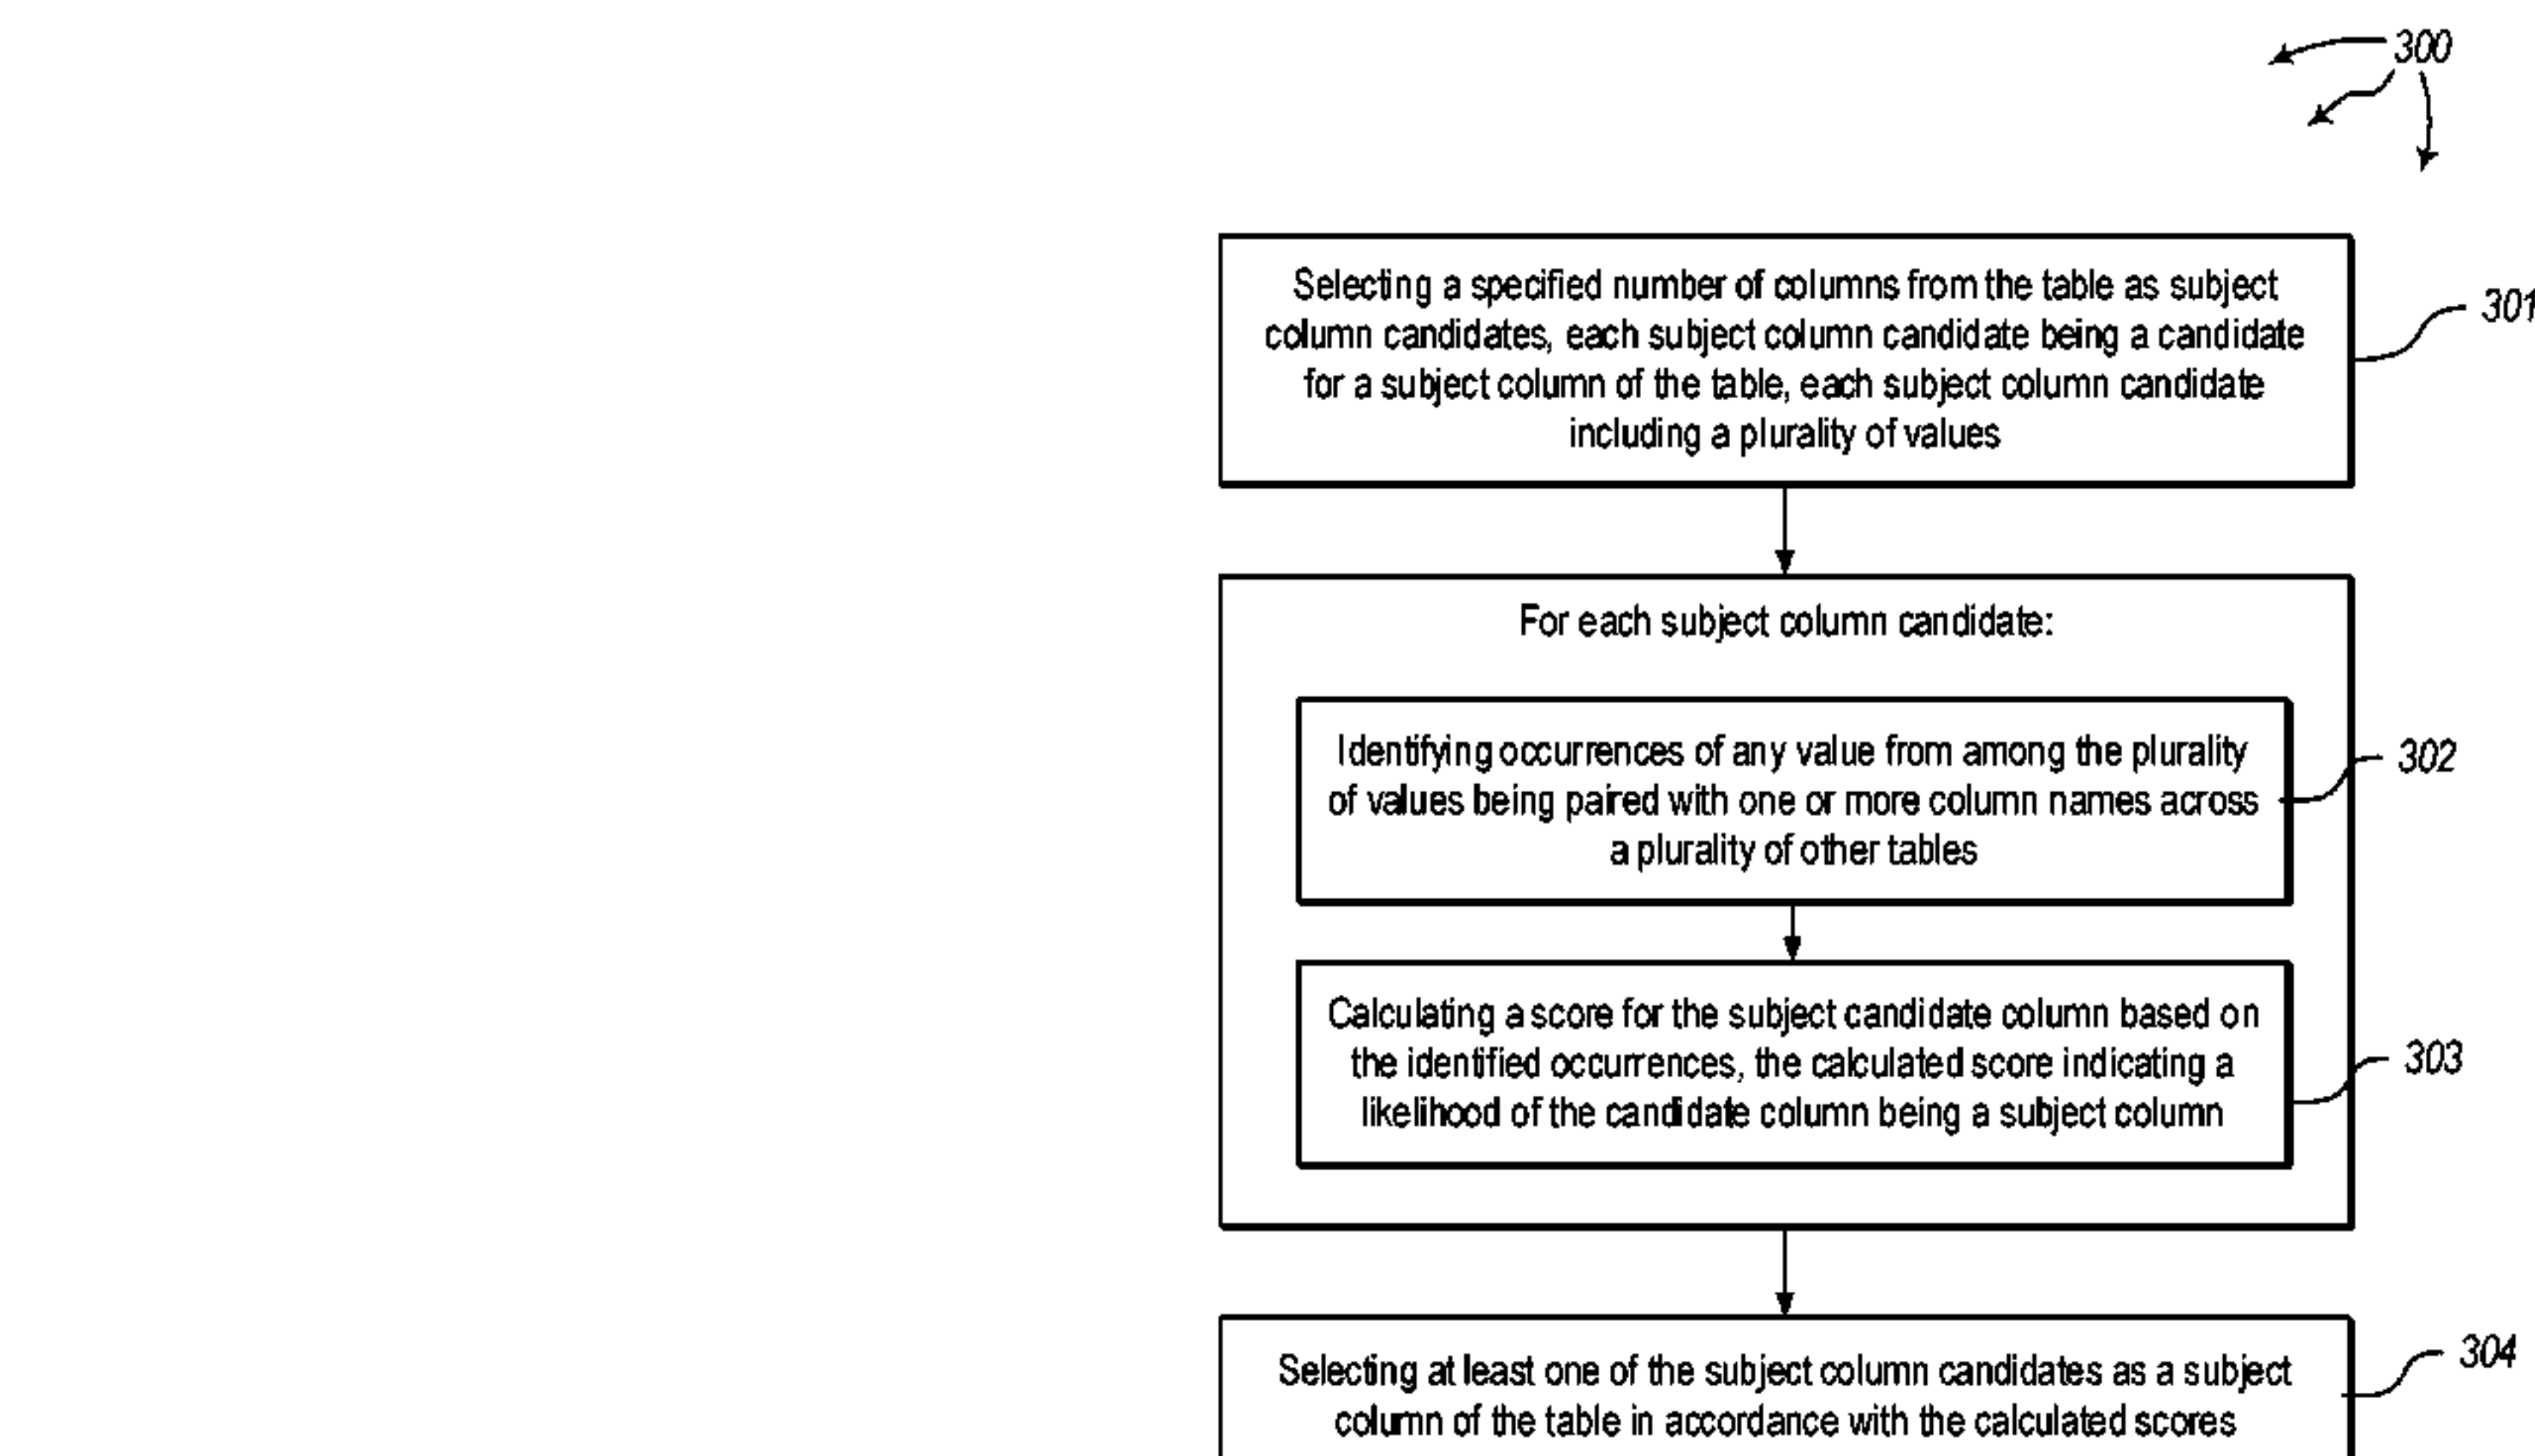 300
Selecting a specified number of columns from the table as subject
column candidates, each subject column candidate being a candidate
for a subject column of the table, each subject column candidate
including a plurality of values
301
For each subject column candidate:
Identifying occurrences of any value from among the plurality
of values being paired with one or more column names across
a plurality of other tables
302
Calculating a score for the subject candidate column based on
the identified occurrences, the calculated score indicating a
likelihood of the candidate column being a subject column
303
Selecting at least one of the subject column candidates as a subject
column of the table in accordance with the calculated scores
304